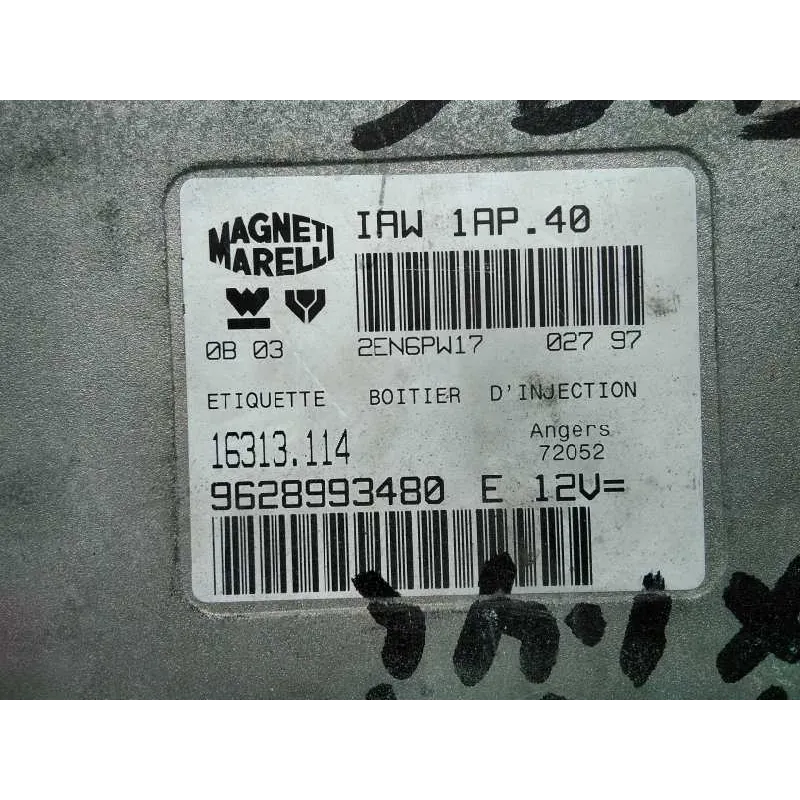 MAGNETI
MARELLI
IAW 1AP.40
0B 03 2EN6PW17 027 97
ETIQUETTE BOITIER D'INJECTION
16313.114 Angers
72052
9628993480 E 12V=